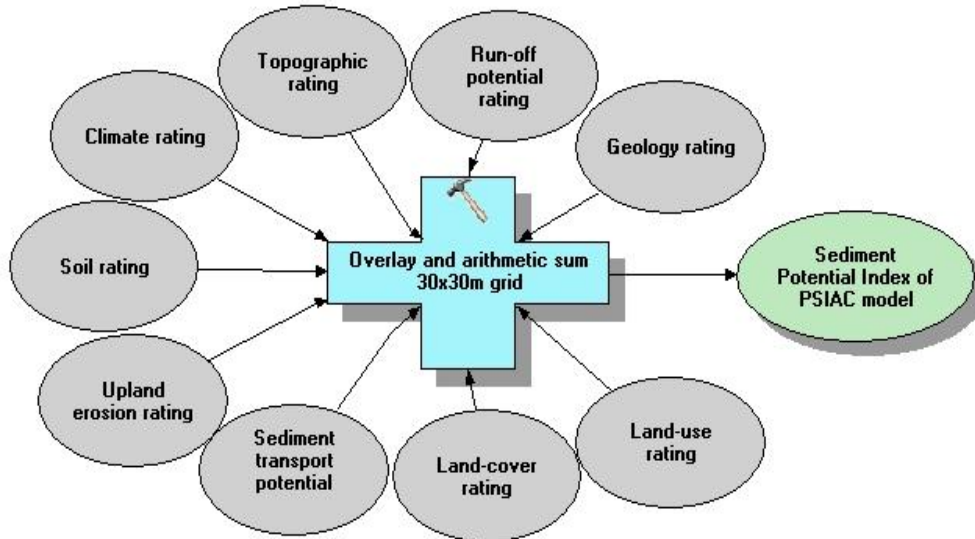 Topographic
rating
Run-off
potential
rating
Climate rating
Geology rating
Soil rating
Overlay and arithmetic sum
30x30m grid
Sediment
Potential Index of
PSIAC model
Upland
erosion rating
Sediment
transport
potential
Land-cover
rating
Land-use
rating